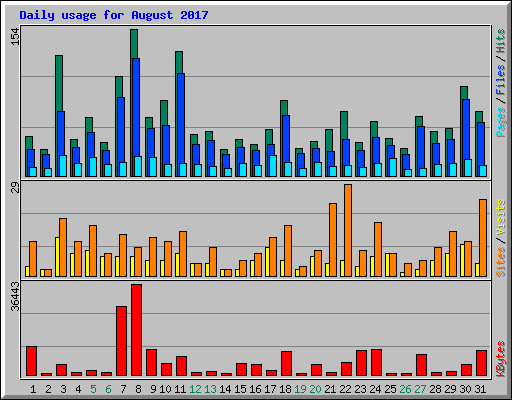 Daily usage for August 2017
154
29
36443
Pages / Files / Hits
Sites / Visits
KBytes
1 2 3 4 5 6 7 8 9 10 11 12 13 14 15 16 17 18 19 20 21 22 23 24 25 26 27 28 29 30 31